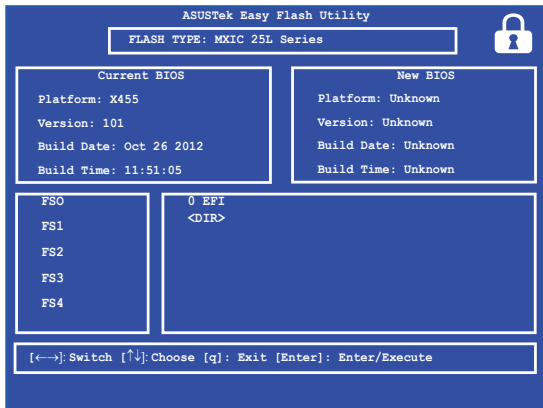 ASUSTek Easy Flash Utility
FLASH TYPE: MXIC 25L Series
Current BIOS
Platform: X455
Version: 101
Build Date: Oct 26 2012
Build Time: 11:51:05
New BIOS
Platform: Unknown
Version: Unknown
Build Date: Unknown
Build Time: Unknown
FSO
FS1
FS2
FS3
FS4
0 EFI
<DIR>
[←→]: Switch [↑↓]: Choose [q]: Exit [Enter]: Enter/Execute